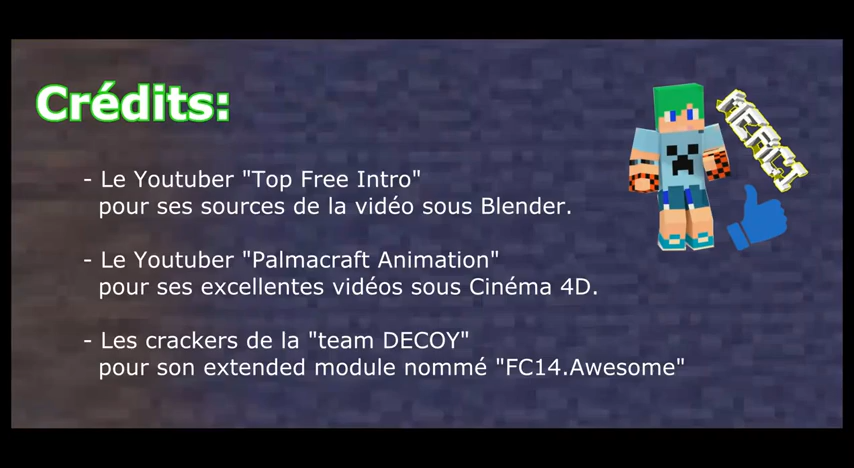 Crédits:
MERCI
- Le Youtuber "Top Free Intro"
pour ses sources de la vidéo sous Blender.
- Le Youtuber "Palmacraft Animation"
pour ses excellentes vidéos sous Cinéma 4D.
- Les crackers de la "team DECOY"
pour son extended module nommé "FC14.Awesome"